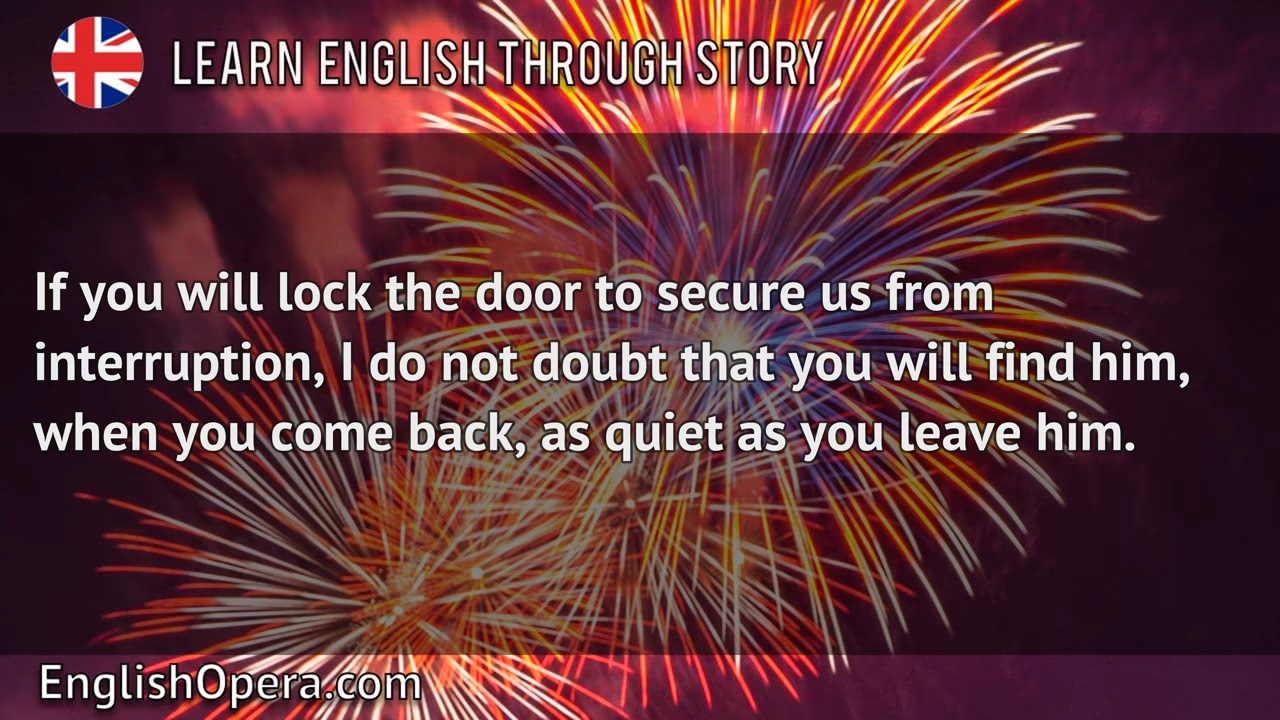 LEARN ENGLISH THROUGH STORY
If you will lock the door to secure us from
interruption, I do not doubt that you will find him,
when you come back, as quiet as you leave him.
EnglishOpera.com